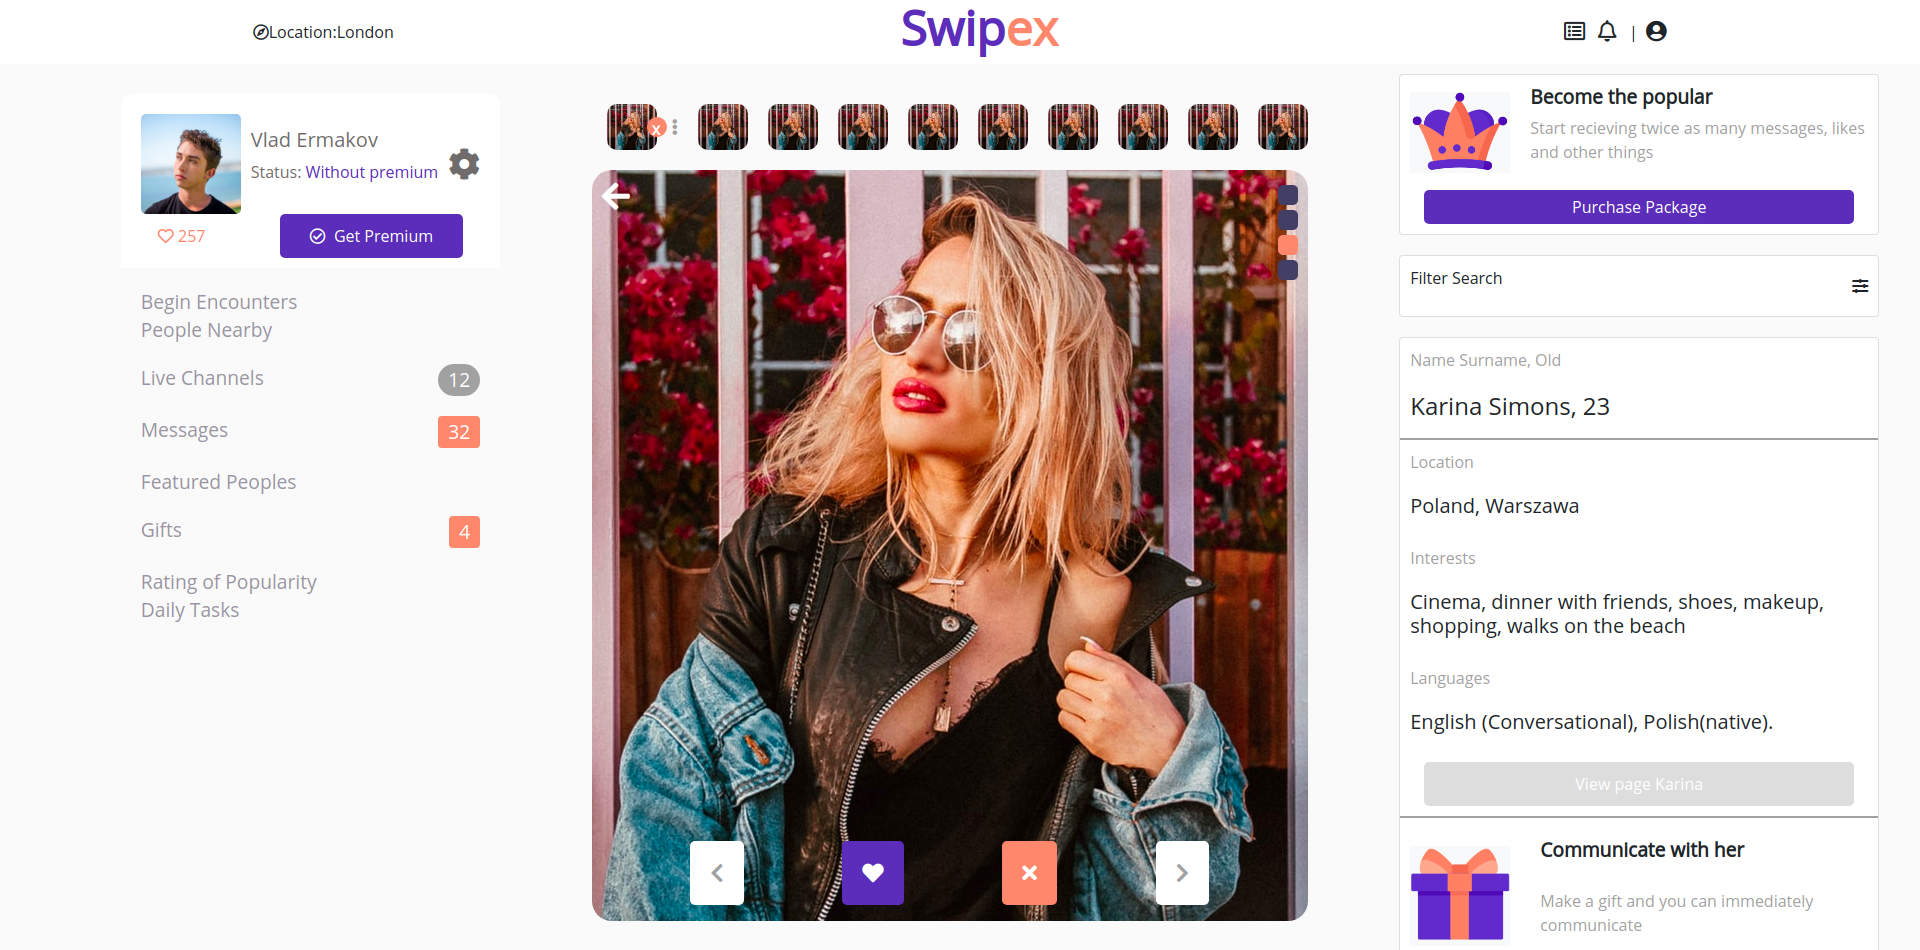 Location:London
Swipex
|
Vlad Ermakov
Status: Without premium
257
Get Premium
Begin Encounters
People Nearby
Live Channels
12
Messages
32
Featured Peoples
Gifts
4
Rating of Popularity
Daily Tasks
x
Become the popular
Start recieving twice as many messages, likes
and other things
Purchase Package
Filter Search
Name Surname, Old
Karina Simons, 23
Location
Poland, Warszawa
Interests
Cinema, dinner with friends, shoes, makeup,
shopping, walks on the beach
Languages
English (Conversational), Polish(native).
View page Karina
Communicate with her
Make a gift and you can immediately
communicate